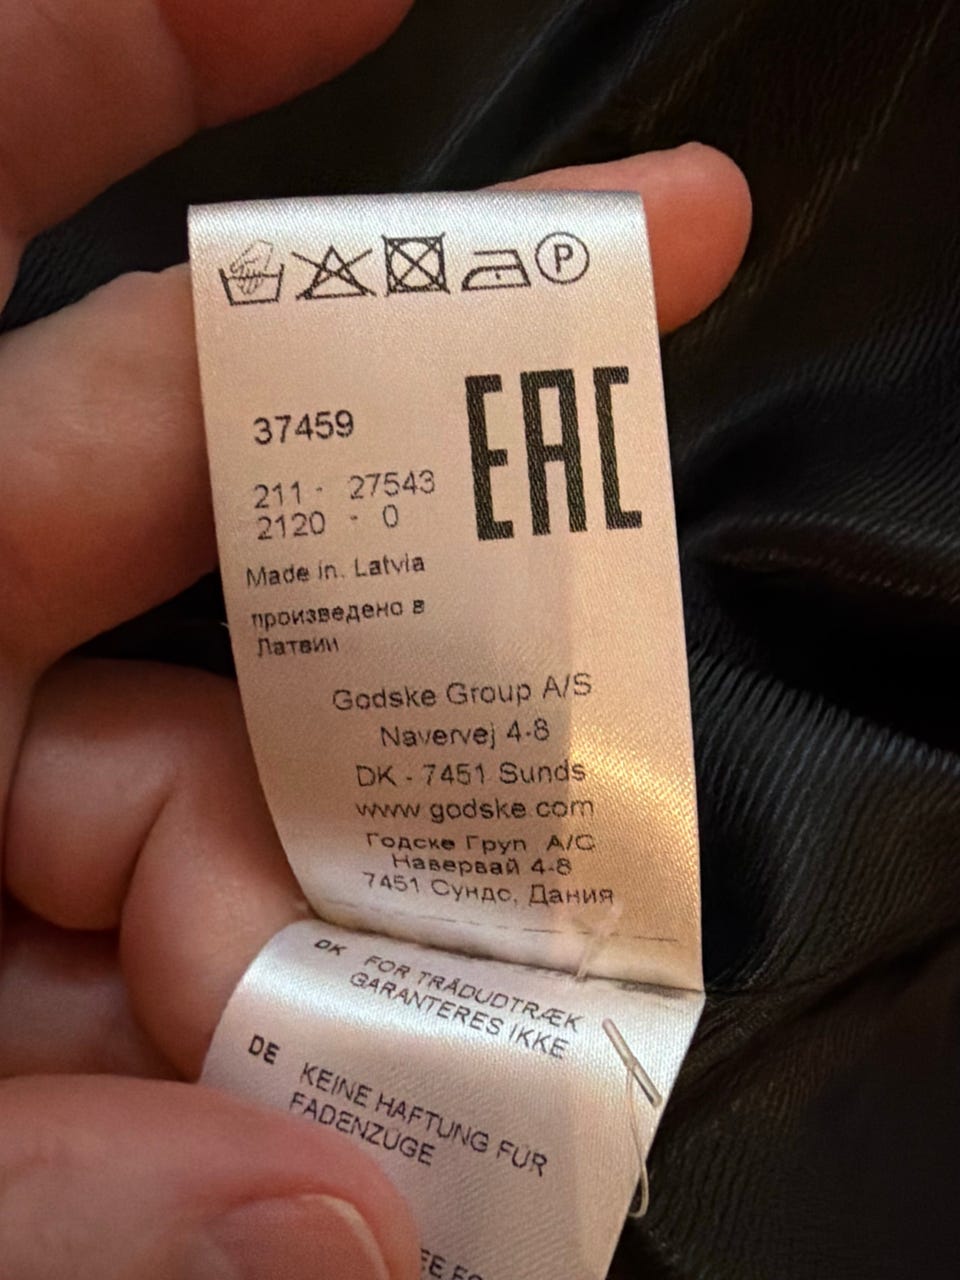 P
EAC
37459
211 - 27543
2120 - 0
Made in. Latvia
произведено в
Латвии
Godske Group A/S
Navervej 4-8
DK - 7451 Sunds
www.godske.com
Годске Груп А/С
Навервай 4-8
7451 Сундс, Дания
DK FOR TRÅDUDTRÆK
GARANTERES IKKE
DE KEINE HAFTUNG FÜR
FADENZÜGE